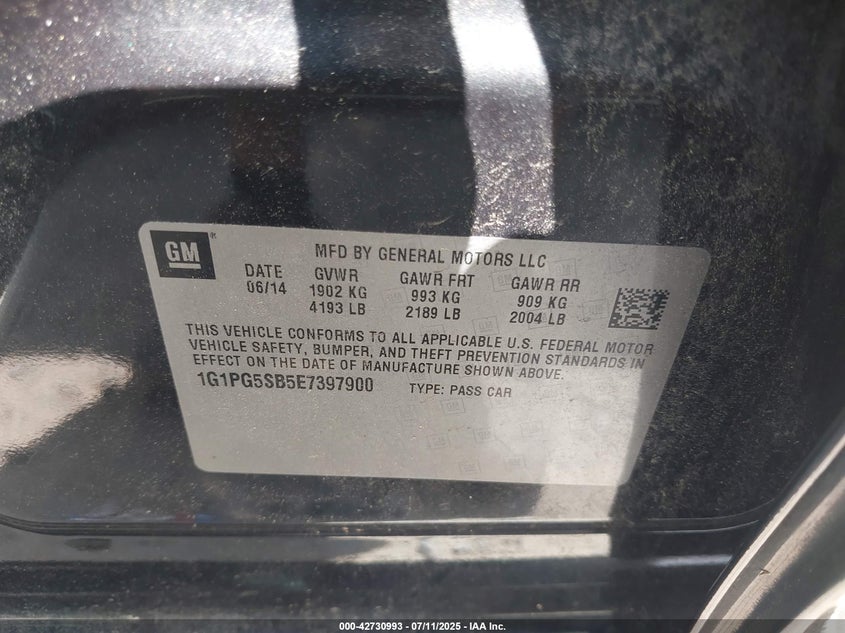 GM
MFD BY GENERAL MOTORS LLC
DATE GVWR GAWR FRT GAWR RR
06/14 1902 KG 993 KG 909 KG
4193 LB 2189 LB 2004 LB
THIS VEHICLE CONFORMS TO ALL APPLICABLE U.S. FEDERAL MOTOR
VEHICLE SAFETY, BUMPER, AND THEFT PREVENTION STANDARDS IN
EFFECT ON THE DATE OF MANUFACTURE SHOWN ABOVE.
1G1PG5SB5E7397900 TYPE: PASS CAR
000-42730993 / 07/11/2025 - IAA Inc.